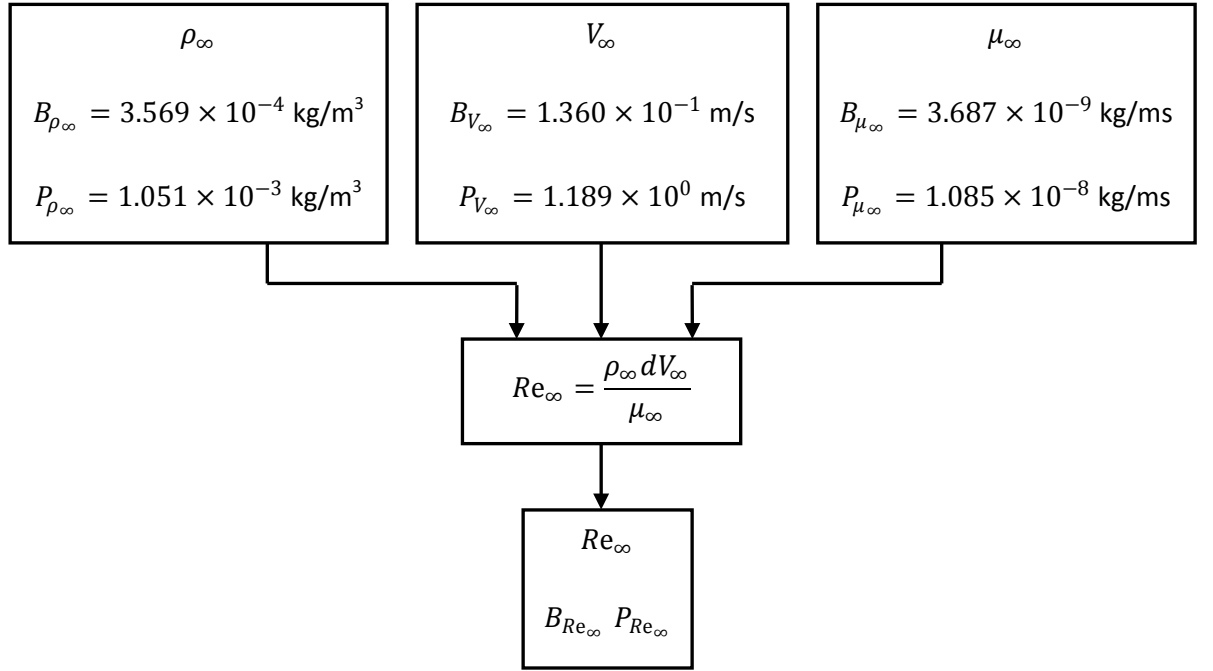 ρ∞
B_ρ∞ = 3.569 × 10⁻⁴ kg/m³
P_ρ∞ = 1.051 × 10⁻³ kg/m³
V∞
B_V∞ = 1.360 × 10⁻¹ m/s
P_V∞ = 1.189 × 10⁰ m/s
μ∞
B_μ∞ = 3.687 × 10⁻⁹ kg/ms
P_μ∞ = 1.085 × 10⁻⁸ kg/ms
Re∞ = ρ∞ dV∞ / μ∞
Re∞
B_Re∞ P_Re∞